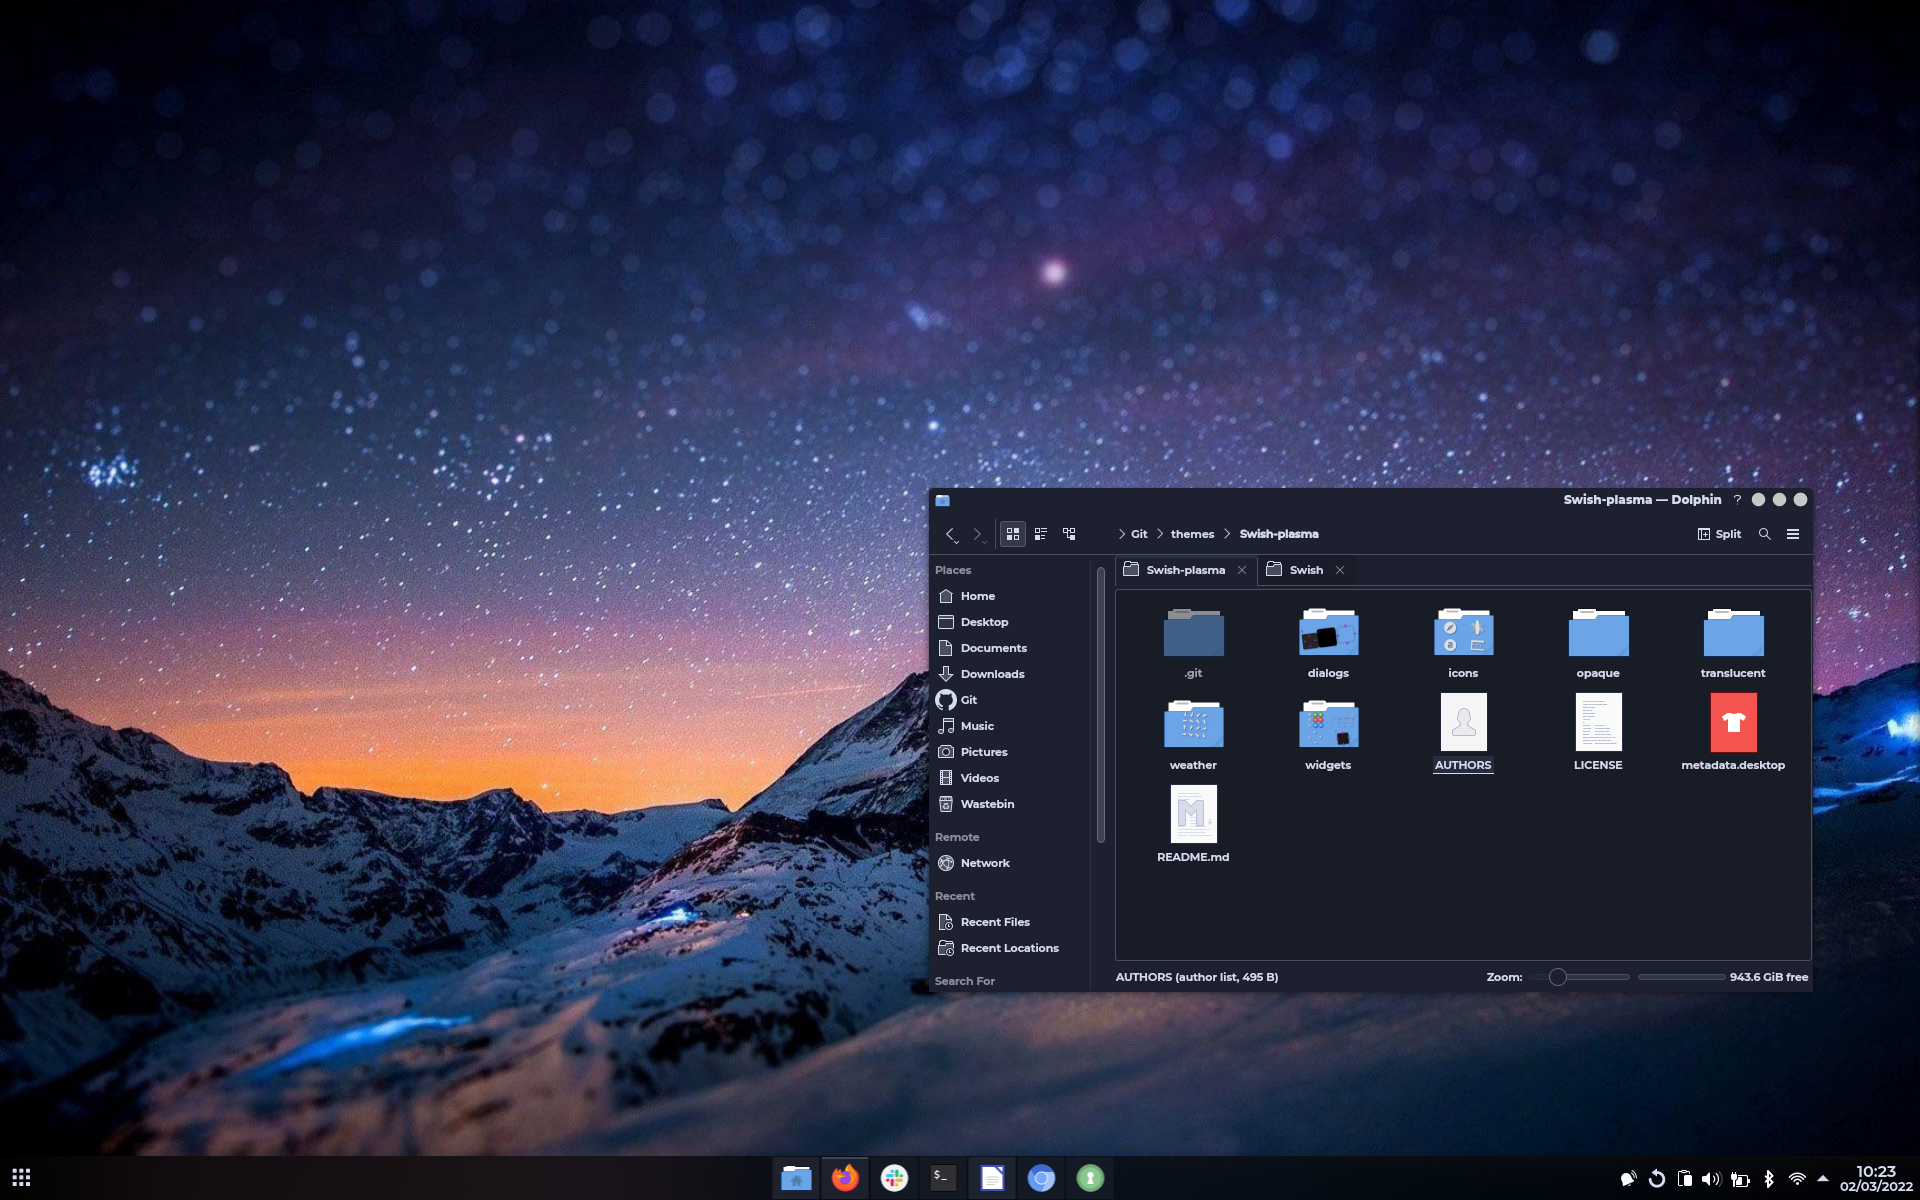 Swish-plasma — Dolphin ?
Git themes Swish-plasma
Split
Places
Home
Desktop
Documents
Downloads
Git
Music
Pictures
Videos
Wastebin
Remote
Network
Recent
Recent Files
Recent Locations
Search For
Swish-plasma Swish
.git dialogs icons opaque translucent
weather widgets AUTHORS LICENSE metadata.desktop
README.md
AUTHORS (author list, 495 B)
Zoom:
943.6 GiB free
$_
10:23
02/03/2022